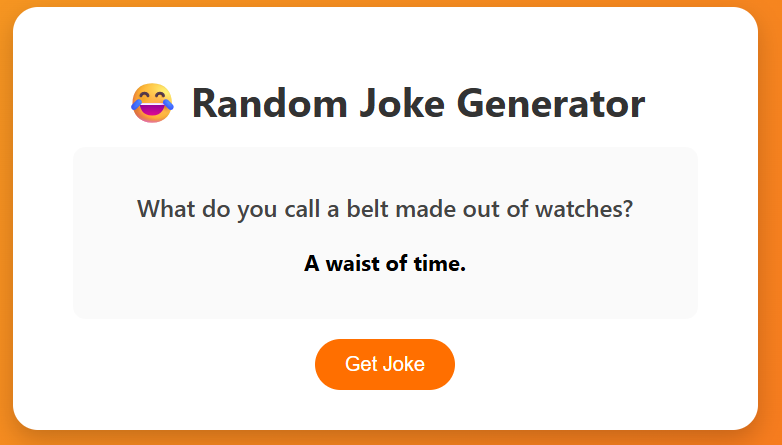 😂 Random Joke Generator
What do you call a belt made out of watches?
A waist of time.
Get Joke